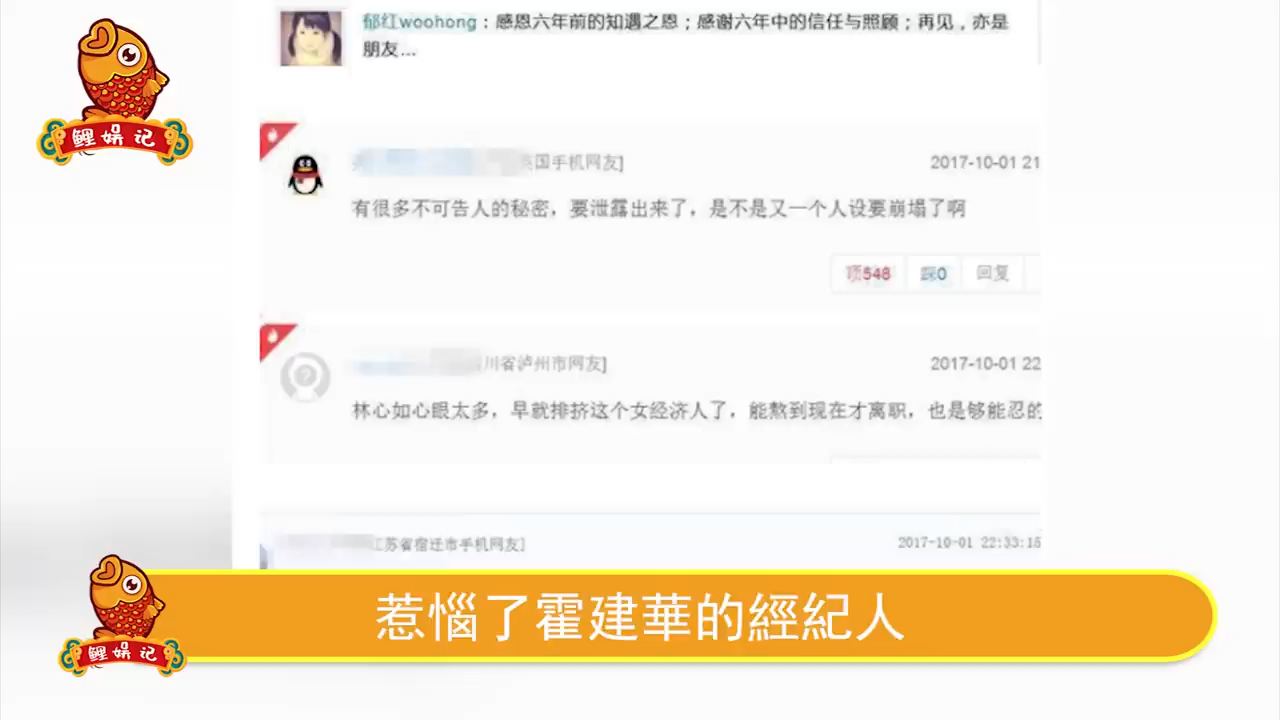 鲤娱记
郁红woohong：感恩六年前的知遇之恩；感谢六年中的信任与照顾；再见，亦是
朋友...
国手机网友]
2017-10-01 21
有很多不可告人的秘密，要泄露出来了，是不是又一个人设要崩塌了啊
顶548 踩0 回复
川省泸州市网友]
2017-10-01 22
林心如心眼太多，早就排挤这个女经济人了，能熬到现在才离职，也是够能忍的
江苏省宿迁市手机网友]
2017-10-01 22:33:15
惹惱了霍建華的經紀人
鲤娱记